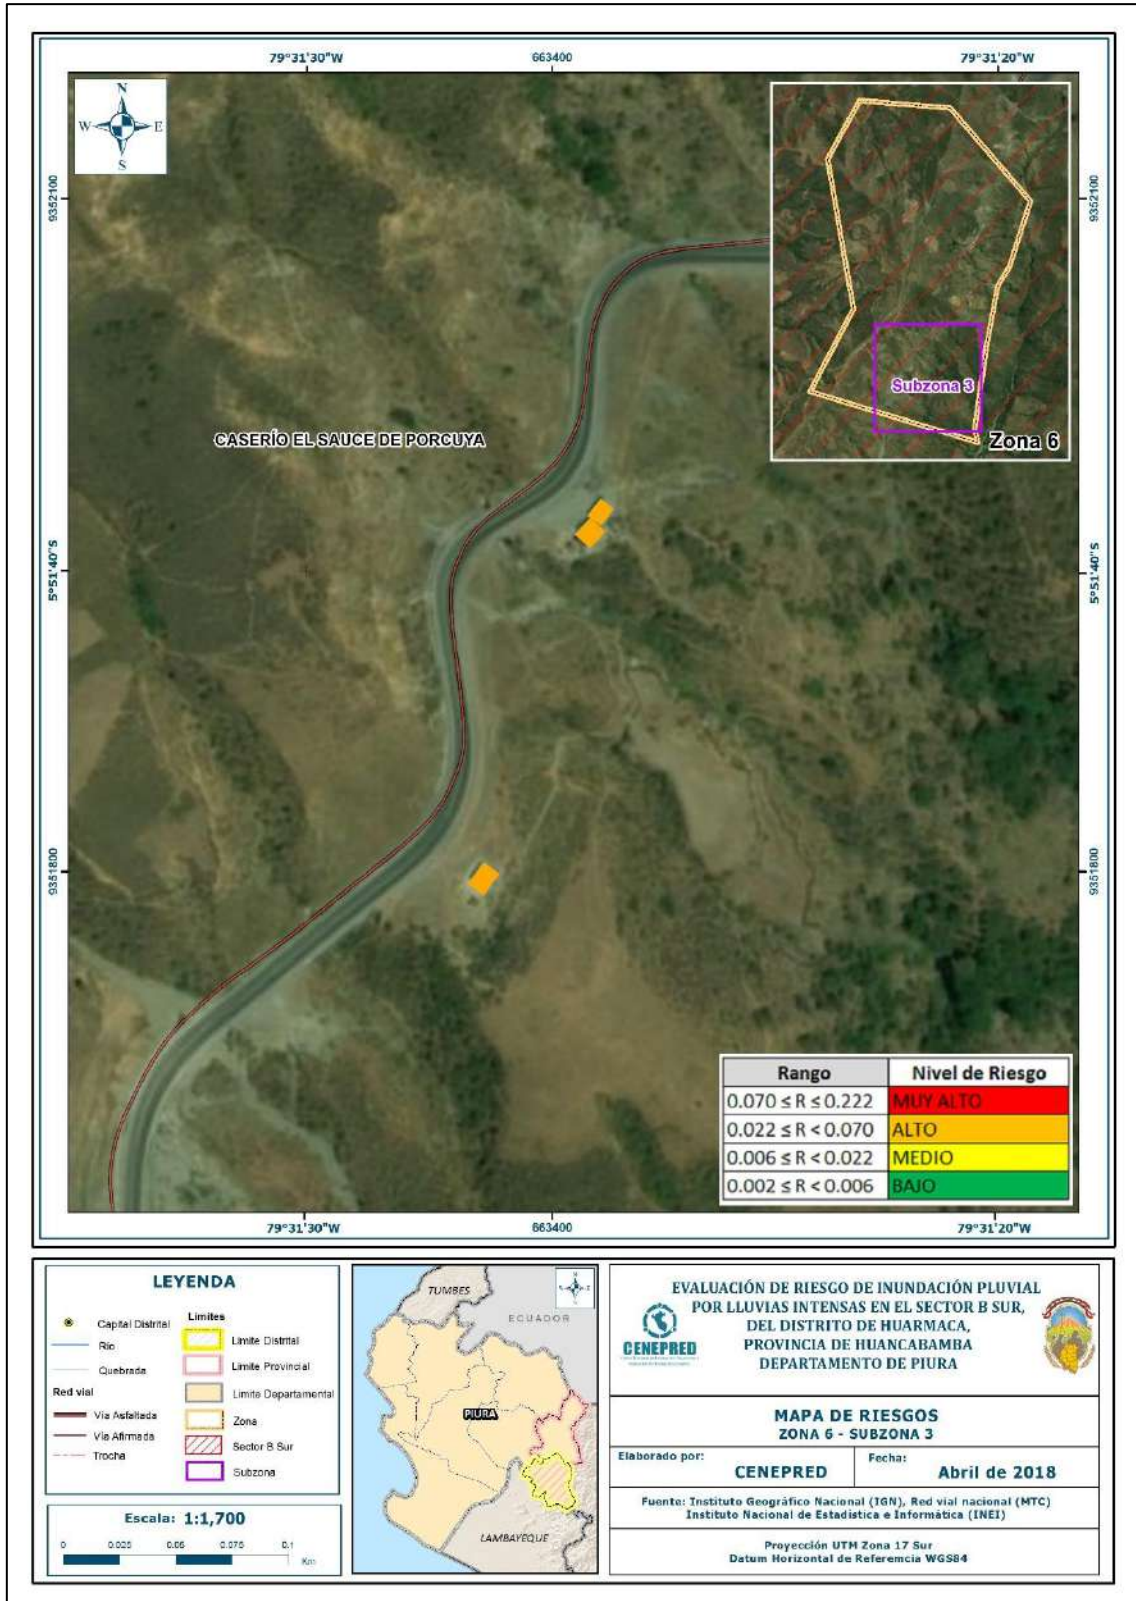 79°31'30"W
663400
79°31'20"W
N
W
E
S
9352100
9352100
Subzona 3
Zona 6
CASERÍO EL SAUCE DE PORCUYA
5°51'40"S
5°51'40"S
9351800
9351800
Rango
Nivel de Riesgo
0.070 ≤ R ≤ 0.222
MUY ALTO
0.022 ≤ R < 0.070
ALTO
0.006 ≤ R < 0.022
MEDIO
0.002 ≤ R < 0.006
BAJO
79°31'30"W
663400
79°31'20"W
LEYENDA
Capital Distrital
Río
Quebrada
Red vial
Vía Asfaltada
Vía Afirmada
Trocha
Limites
Limite Distrital
Limite Provincial
Limite Departamental
Zona
Sector B Sur
Subzona
Escala: 1:1,700
0
0.025
0.05
0.075
0.1
Km
TUMBES
ECUADOR
PIURA
LAMBAYEQUE
CENEPRED
EVALUACIÓN DE RIESGO DE INUNDACIÓN PLUVIAL
POR LLUVIAS INTENSAS EN EL SECTOR B SUR,
DEL DISTRITO DE HUARMACA,
PROVINCIA DE HUANCABAMBA
DEPARTAMENTO DE PIURA
MAPA DE RIESGOS
ZONA 6 - SUBZONA 3
Elaborado por:
CENEPRED
Fecha:
Abril de 2018
Fuente: Instituto Geográfico Nacional (IGN), Red vial nacional (MTC)
Instituto Nacional de Estadística e Informática (INEI)
Proyección UTM Zona 17 Sur
Datum Horizontal de Referencia WGS84